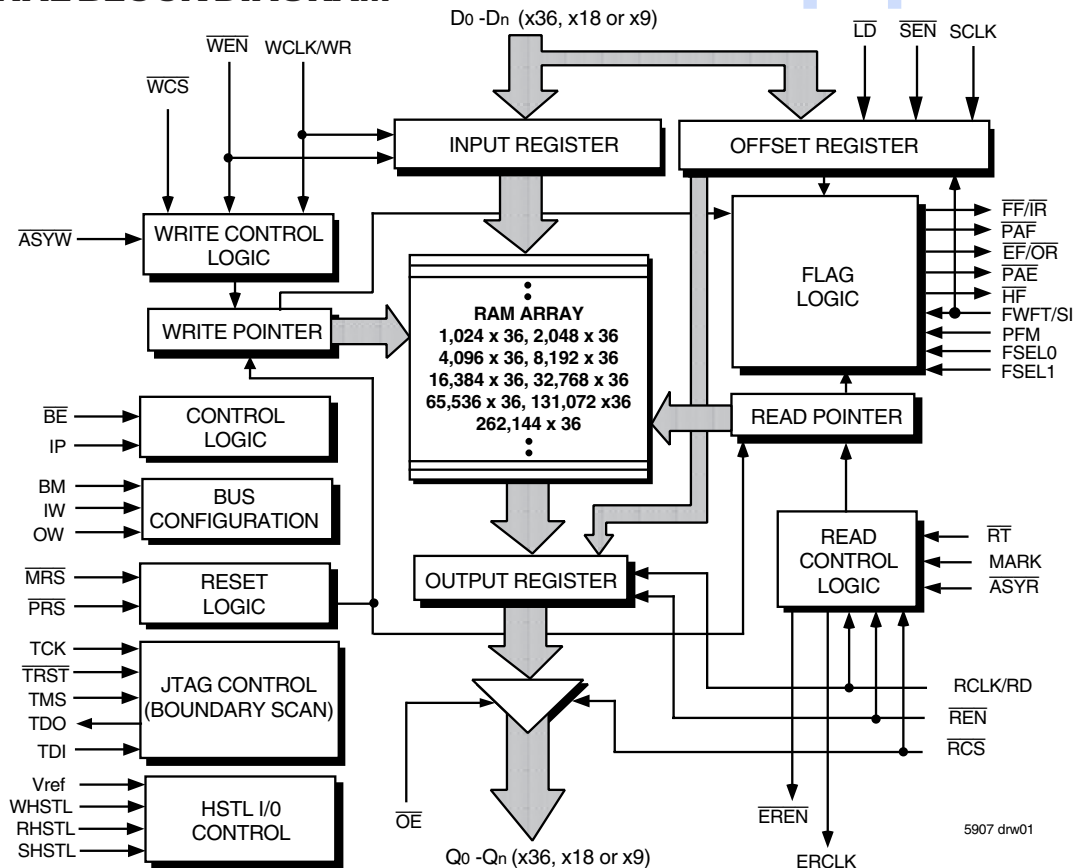 D0 -Dn (x36, x18 or x9)
WEN
WCLK/WR
WCS
LD
SEN
SCLK
INPUT REGISTER
OFFSET REGISTER
ASYW
WRITE CONTROL
LOGIC
WRITE POINTER
RAM ARRAY
1,024 x 36, 2,048 x 36
4,096 x 36, 8,192 x 36
16,384 x 36, 32,768 x 36
65,536 x 36, 131,072 x36
262,144 x 36
FLAG
LOGIC
FF/IR
PAF
EF/OR
PAE
HF
FWFT/SI
PFM
FSEL0
FSEL1
READ POINTER
BE
IP
CONTROL
LOGIC
BM
IW
OW
BUS
CONFIGURATION
MRS
PRS
RESET
LOGIC
OUTPUT REGISTER
READ
CONTROL
LOGIC
RT
MARK
ASYR
TCK
TRST
TMS
TDO
TDI
JTAG CONTROL
(BOUNDARY SCAN)
RCLK/RD
REN
RCS
Vref
WHSTL
RHSTL
SHSTL
HSTL I/0
CONTROL
OE
EREN
ERCLK
Q0 -Qn (x36, x18 or x9)
5907 drw01